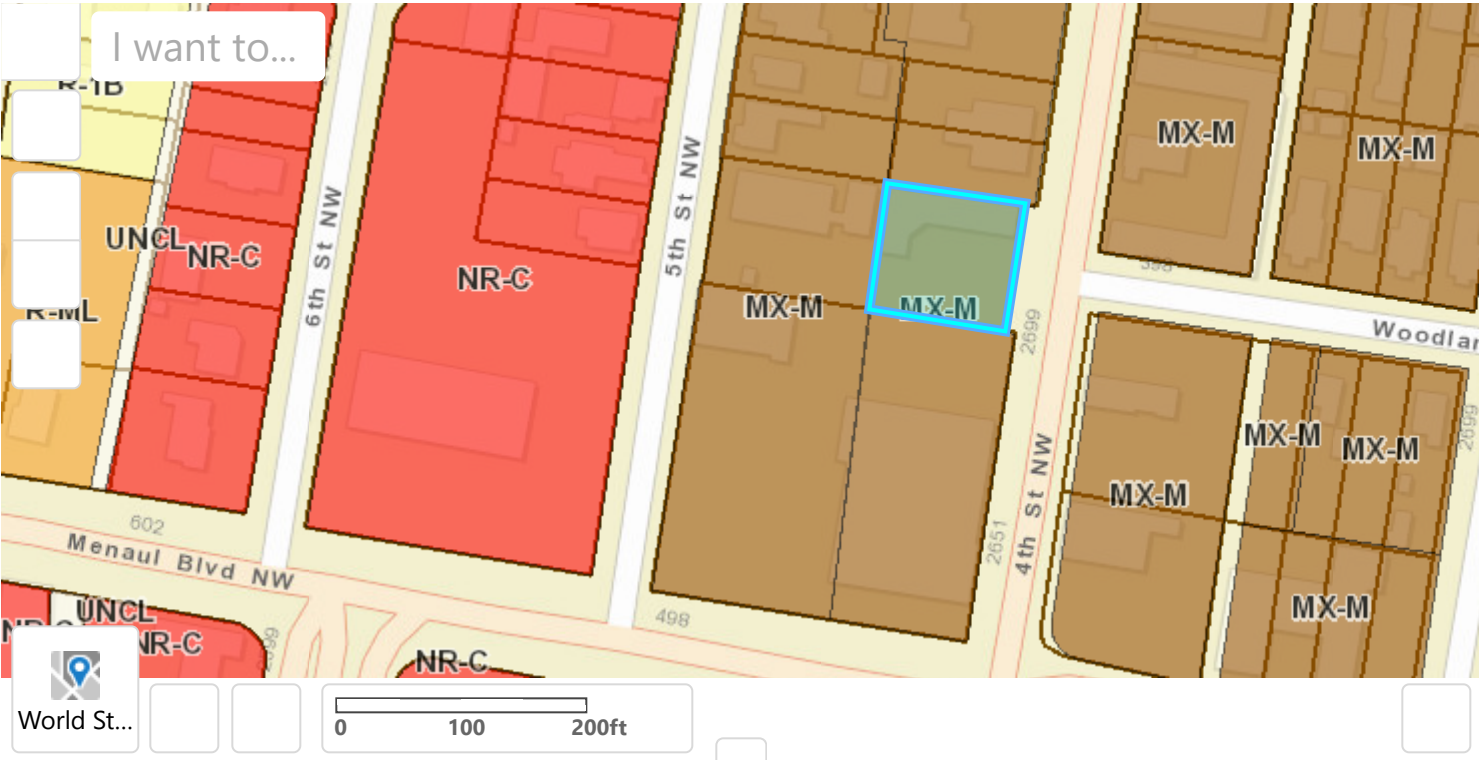 I want to...
R-1B
MX-M
MX-M
UNCL
NR-C
6th St NW
NR-C
5th St NW
MX-M
MX-M
398
R-ML
2699
Woodlar
MX-M
MX-M
2699
4th St NW
MX-M
2651
602
Menaul Blvd NW
498
MX-M
UNCL
NR-C
NR-C
World St...
0 100 200ft